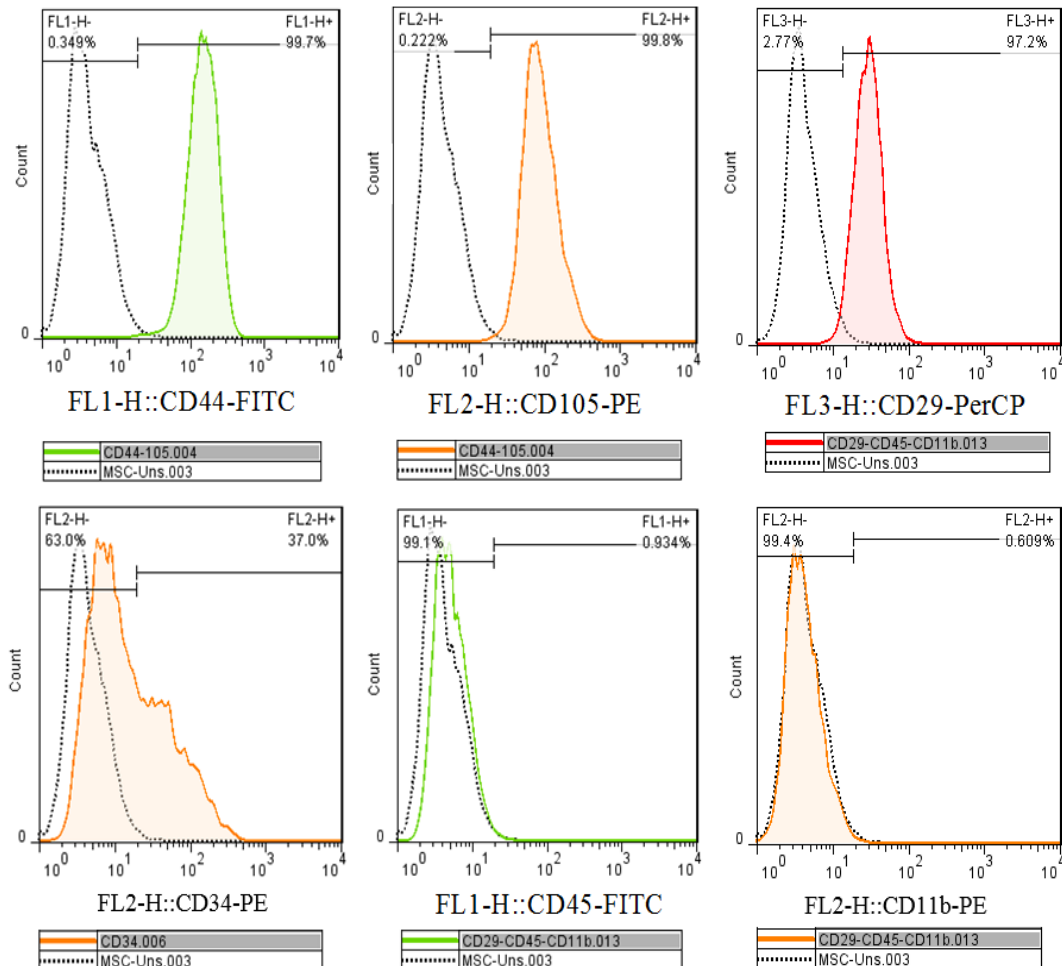 FL1-H- FL1-H+
0.349% 99.7%
Count
0
10^0 10^1 10^2 10^3 10^4
FL1-H::CD44-FITC
CD44-105.004
MSC-Uns.003
FL2-H- FL2-H+
0.222% 99.8%
Count
0
10^0 10^1 10^2 10^3 10^4
FL2-H::CD105-PE
CD44-105.004
MSC-Uns.003
FL3-H- FL3-H+
2.77% 97.2%
Count
0
10^0 10^1 10^2 10^3 10^4
FL3-H::CD29-PerCP
CD29-CD45-CD11b.013
MSC-Uns.003
FL2-H- FL2-H+
63.0% 37.0%
Count
0
10^0 10^1 10^2 10^3 10^4
FL2-H::CD34-PE
CD34.006
MSC-Uns.003
FL1-H- FL1-H+
99.1% 0.934%
Count
0
10^0 10^1 10^2 10^3 10^4
FL1-H::CD45-FITC
CD29-CD45-CD11b.013
MSC-Uns.003
FL2-H- FL2-H+
99.4% 0.609%
Count
0
10^0 10^1 10^2 10^3 10^4
FL2-H::CD11b-PE
CD29-CD45-CD11b.013
MSC-Uns.003